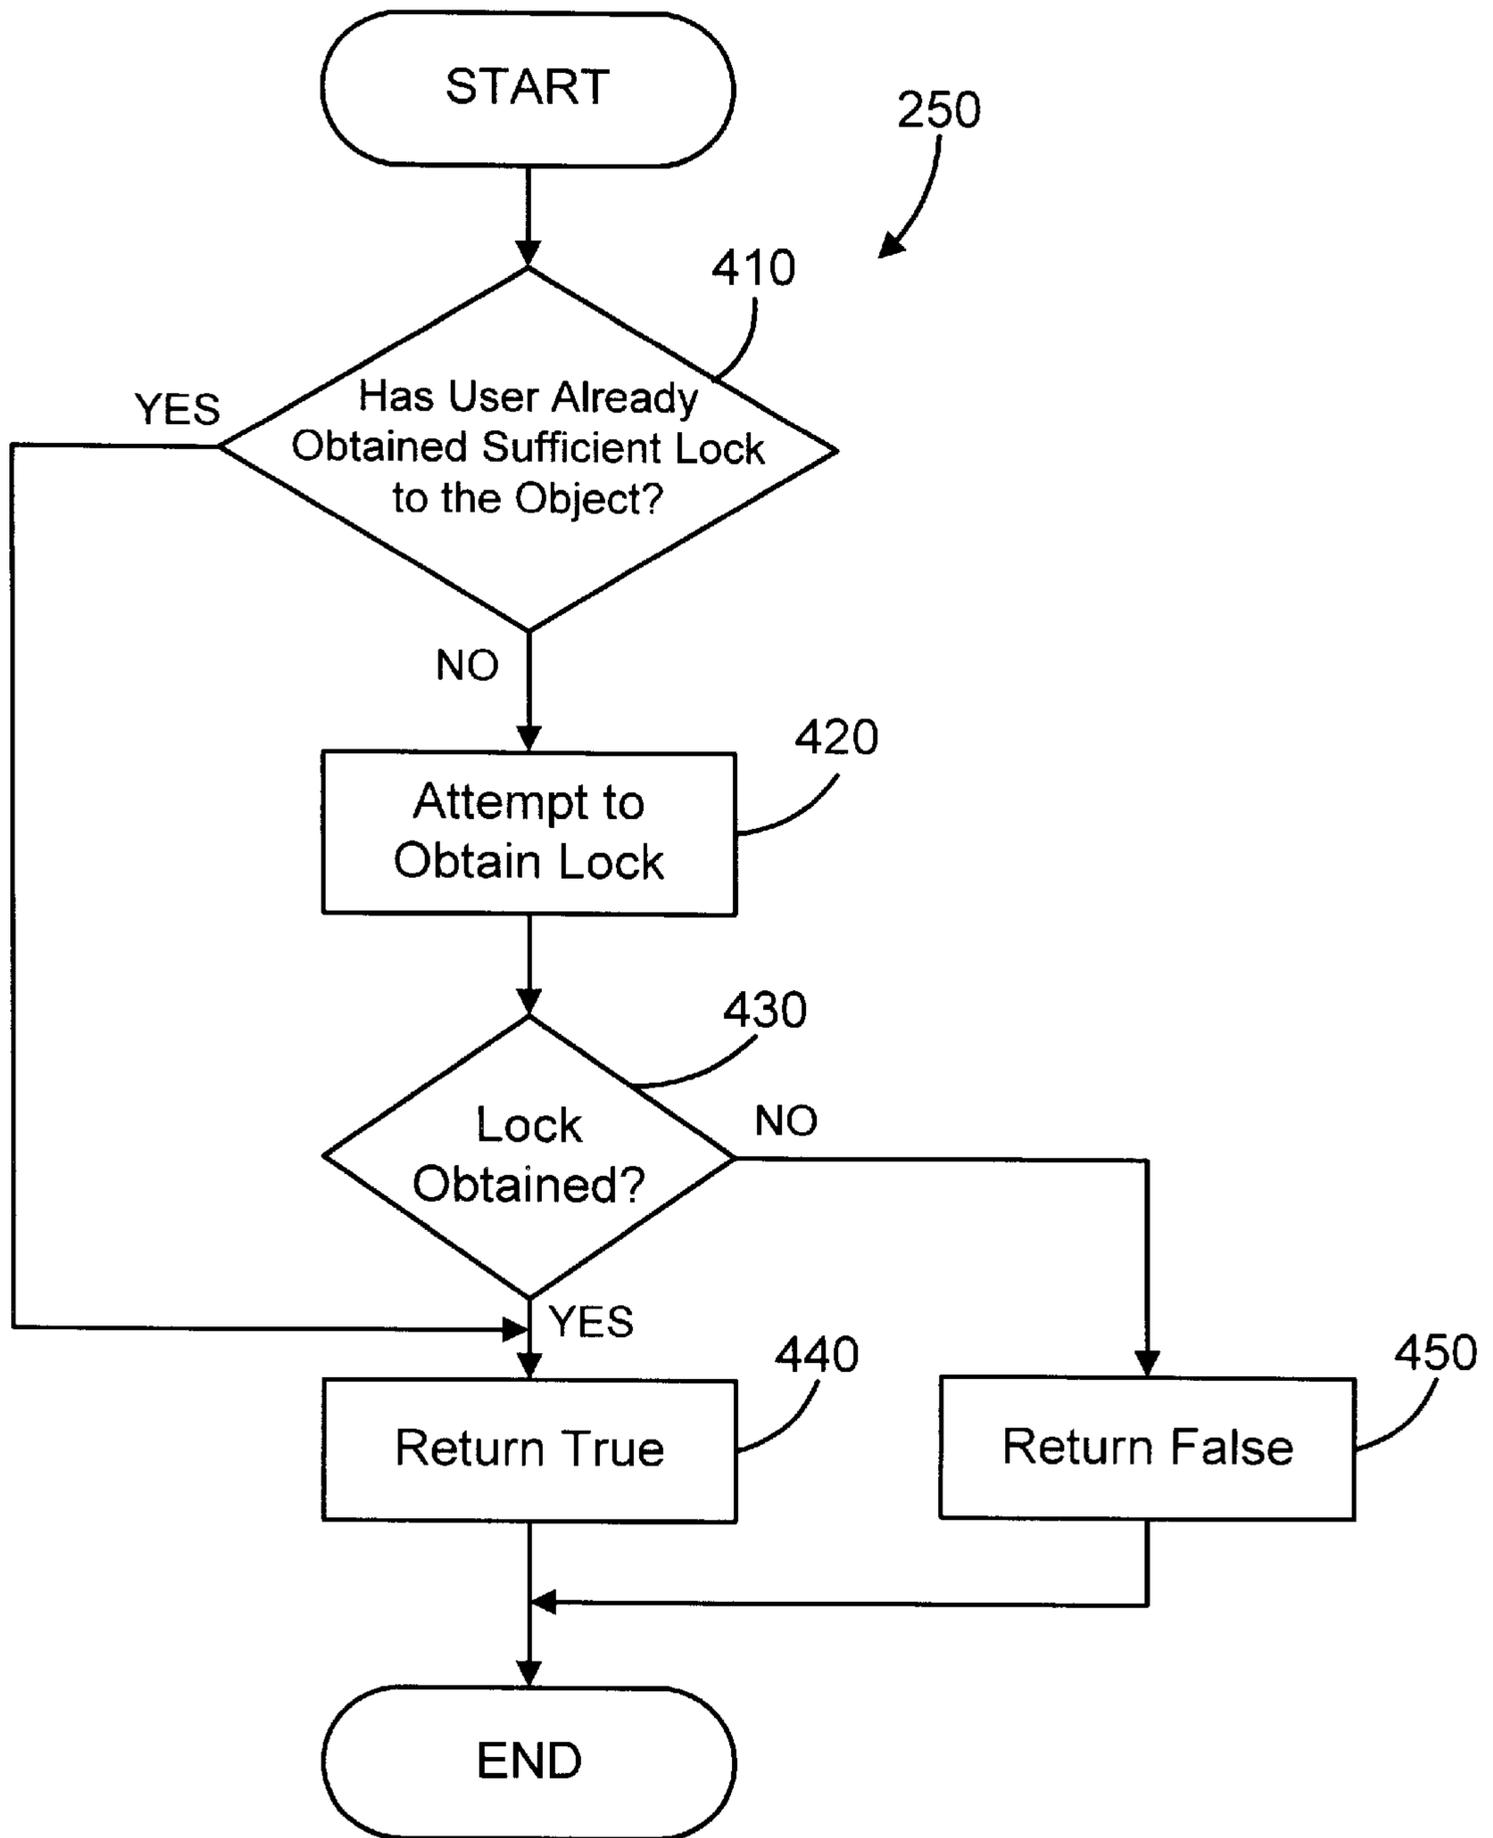 START
250
410
YES
Has User Already
Obtained Sufficient Lock
to the Object?
NO
420
Attempt to
Obtain Lock
430
Lock
Obtained?
NO
YES
440
450
Return True
Return False
END